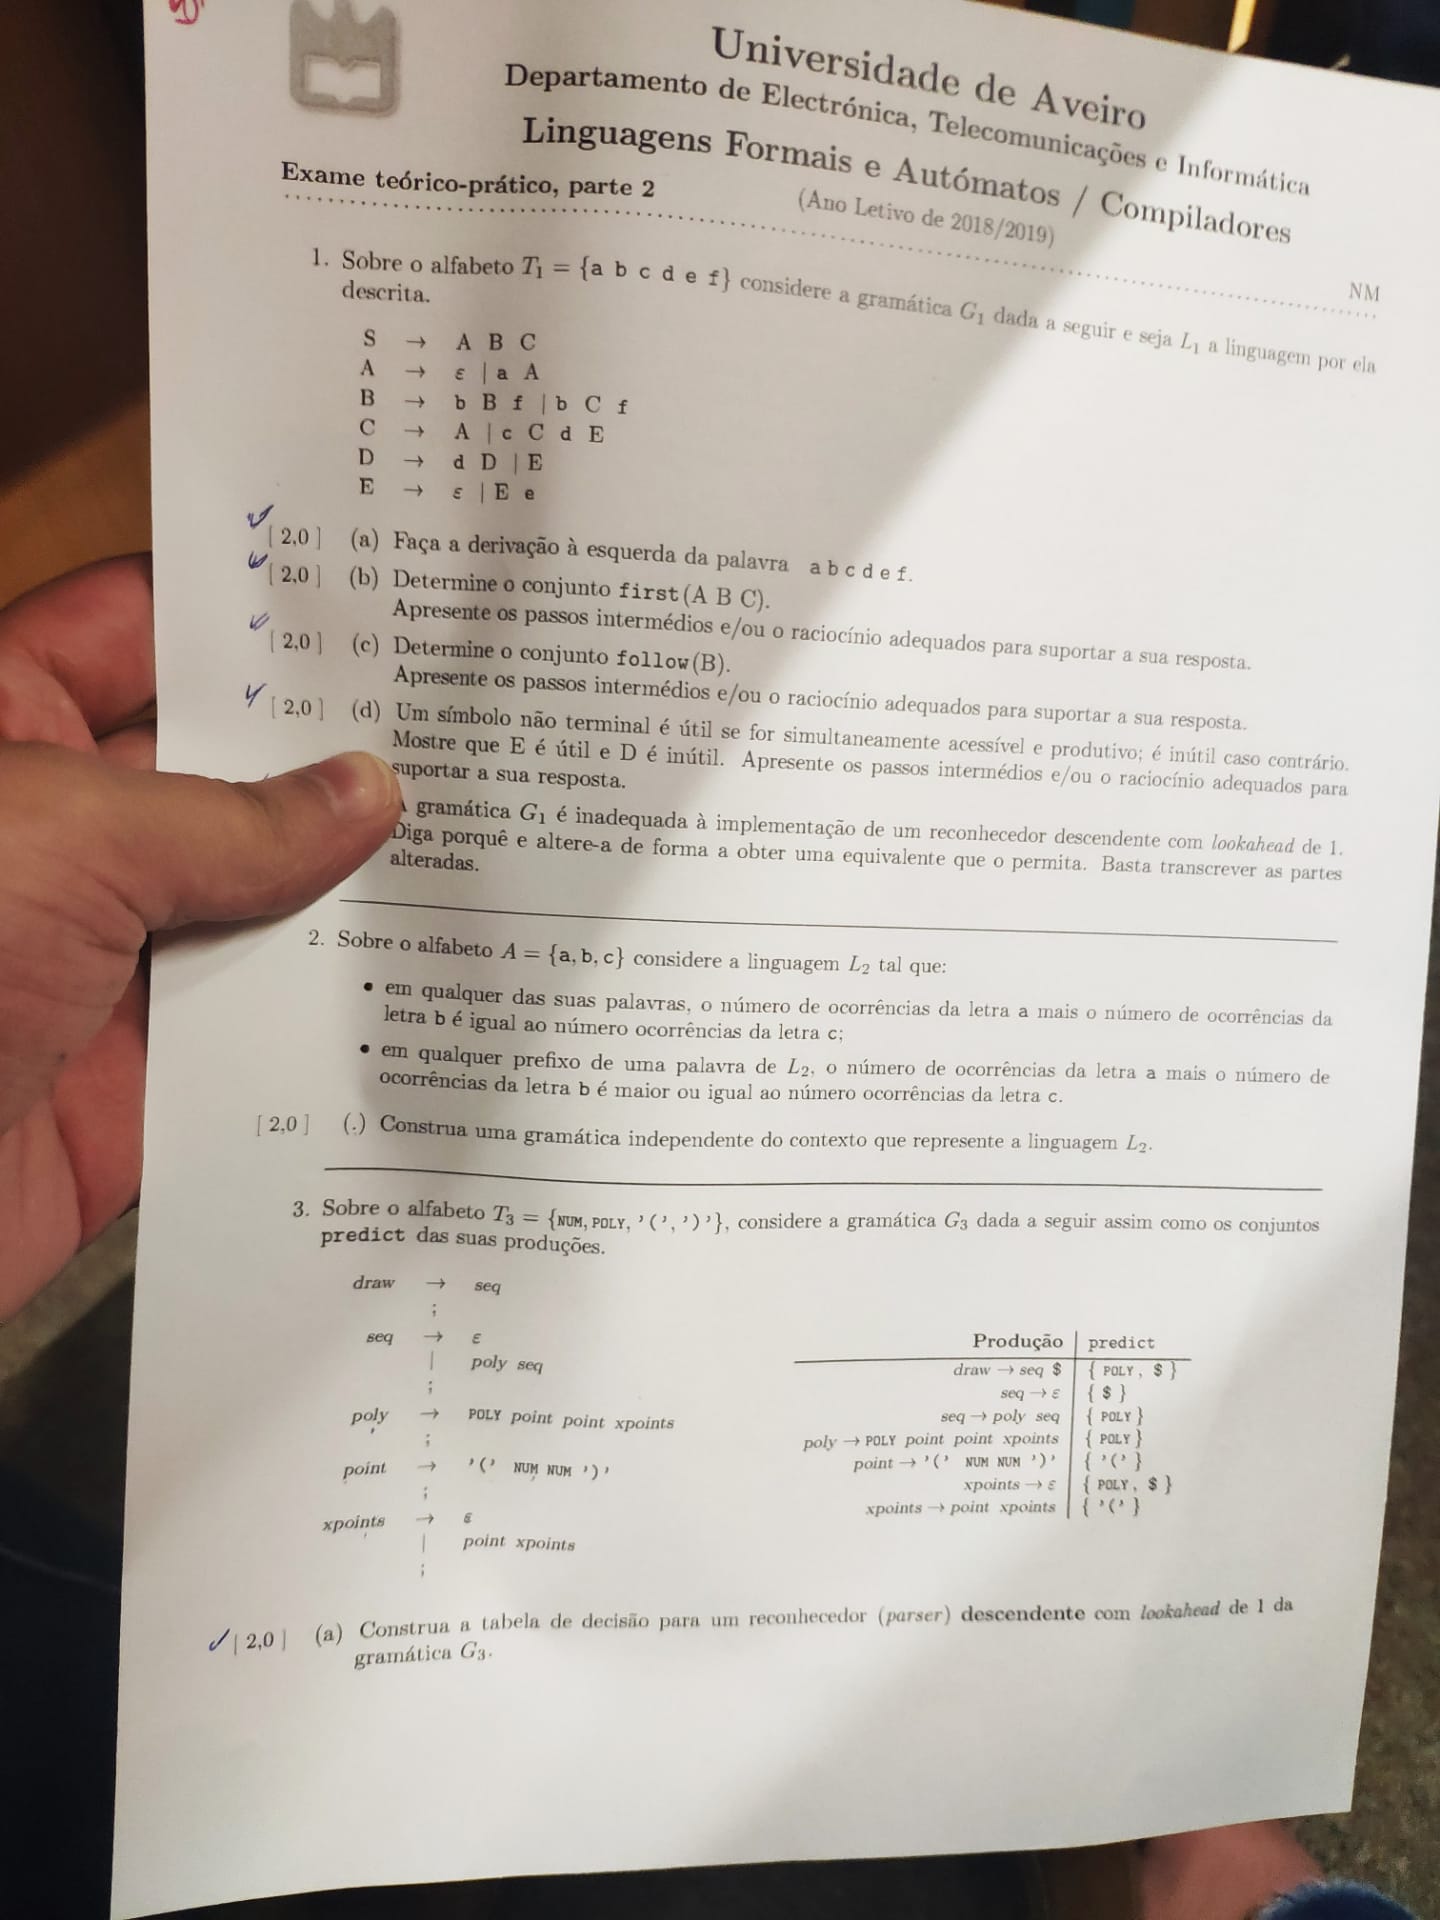 Universidade de Aveiro
Departamento de Electrónica, Telecomunicações e Informática
Linguagens Formais e Autómatos / Compiladores
Exame teórico-prático, parte 2
(Ano Letivo de 2018/2019)
NM
1. Sobre o alfabeto T₁ = {a b c d e f} considere a gramática G₁ dada a seguir e seja L₁ a linguagem por ela
descrita.
S → A B C
A → ε | a A
B → b B f | b C f
C → A | c C d E
D → d D | E
E → ε | E e
[ 2,0 ] (a) Faça a derivação à esquerda da palavra a b c d e f.
[ 2,0 ] (b) Determine o conjunto first(A B C).
Apresente os passos intermédios e/ou o raciocínio adequados para suportar a sua resposta.
[ 2,0 ] (c) Determine o conjunto follow(B).
Apresente os passos intermédios e/ou o raciocínio adequados para suportar a sua resposta.
[ 2,0 ] (d) Um símbolo não terminal é útil se for simultaneamente acessível e produtivo; é inútil caso contrário.
Mostre que E é útil e D é inútil. Apresente os passos intermédios e/ou o raciocínio adequados para
suportar a sua resposta.
A gramática G₁ é inadequada à implementação de um reconhecedor descendente com lookahead de 1.
Diga porquê e altere-a de forma a obter uma equivalente que o permita. Basta transcrever as partes
alteradas.
2. Sobre o alfabeto A = {a, b, c} considere a linguagem L₂ tal que:
• em qualquer das suas palavras, o número de ocorrências da letra a mais o número de ocorrências da
letra b é igual ao número ocorrências da letra c;
• em qualquer prefixo de uma palavra de L₂, o número de ocorrências da letra a mais o número de
ocorrências da letra b é maior ou igual ao número ocorrências da letra c.
[ 2,0 ] (.) Construa uma gramática independente do contexto que represente a linguagem L₂.
3. Sobre o alfabeto T₃ = {NUM, POLY, '(', ')'}, considere a gramática G₃ dada a seguir assim como os conjuntos
predict das suas produções.
draw → seq
;
seq → ε
| poly seq
;
poly → POLY point point xpoints
;
point → '(' NUM NUM ')'
;
xpoints → ε
| point xpoints
;
Produção predict
draw → seq $ { POLY, $ }
seq → ε { $ }
seq → poly seq { POLY }
poly → POLY point point xpoints { POLY }
point → '(' NUM NUM ')' { '(' }
xpoints → ε { POLY, $ }
xpoints → point xpoints { '(' }
[ 2,0 ] (a) Construa a tabela de decisão para um reconhecedor (parser) descendente com lookahead de 1 da
gramática G₃.